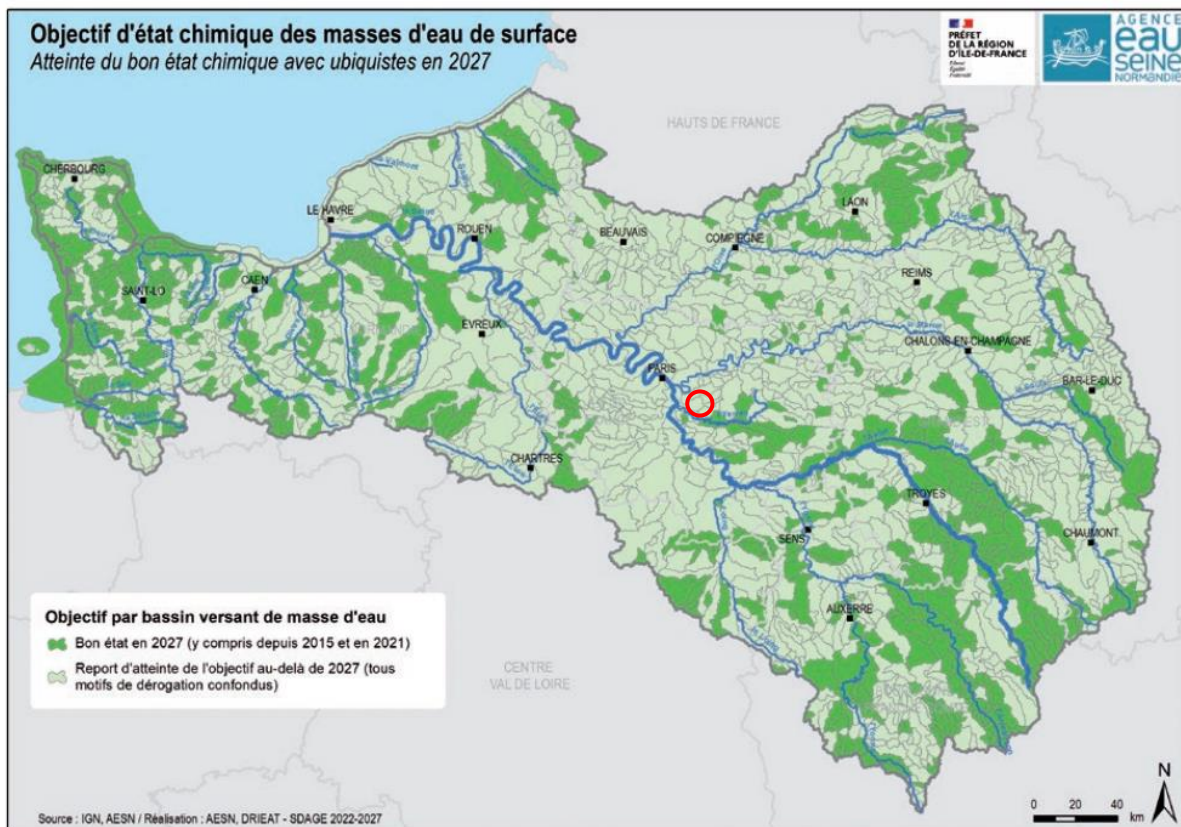 Objectif d'état chimique des masses d'eau de surface
Atteinte du bon état chimique avec ubiquistes en 2027
PRÉFET
DE LA RÉGION
D'ÎLE-DE-FRANCE
Liberté
Égalité
Fraternité
AGENCE
eau
SEINE
NORMANDIE
HAUTS DE FRANCE
CHERBOURG
LE HAVRE
ROUEN
BEAUVAIS
COMPIEGNE
LAON
REIMS
SAINT-LO
CAEN
EVREUX
PARIS
CHALONS-EN-CHAMPAGNE
BAR-LE-DUC
CHARTRES
TROYES
SENS
CHAUMONT
AUXERRE
CENTRE
VAL DE LOIRE
Objectif par bassin versant de masse d'eau
Bon état en 2027 (y compris depuis 2015 et en 2021)
Report d'atteinte de l'objectif au-delà de 2027 (tous
motifs de dérogation confondus)
N
0 20 40
km
Source : IGN, AESN / Réalisation : AESN, DRIEAT - SDAGE 2022-2027